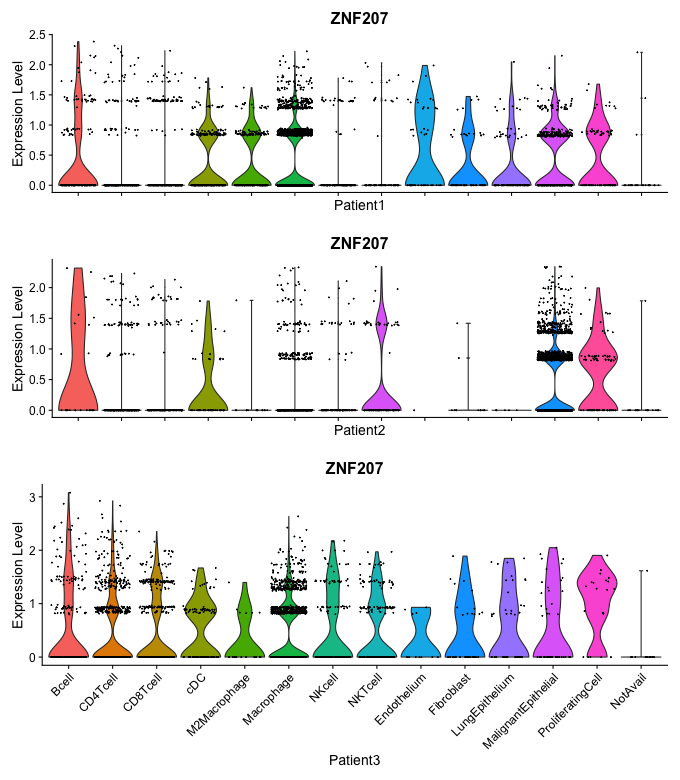 ZNF207
Expression Level
2.5
2.0
1.5
1.0
0.5
0.0
Patient1
ZNF207
Expression Level
2.0
1.5
1.0
0.5
0.0
Patient2
ZNF207
Expression Level
3
2
1
0
Bcell
CD4Tcell
CD8Tcell
cDC
M2Macrophage
Macrophage
NKcell
NKTcell
Endothelium
Fibroblast
LungEpithelium
MalignantEpithelial
ProliferatingCell
NotAvail
Patient3